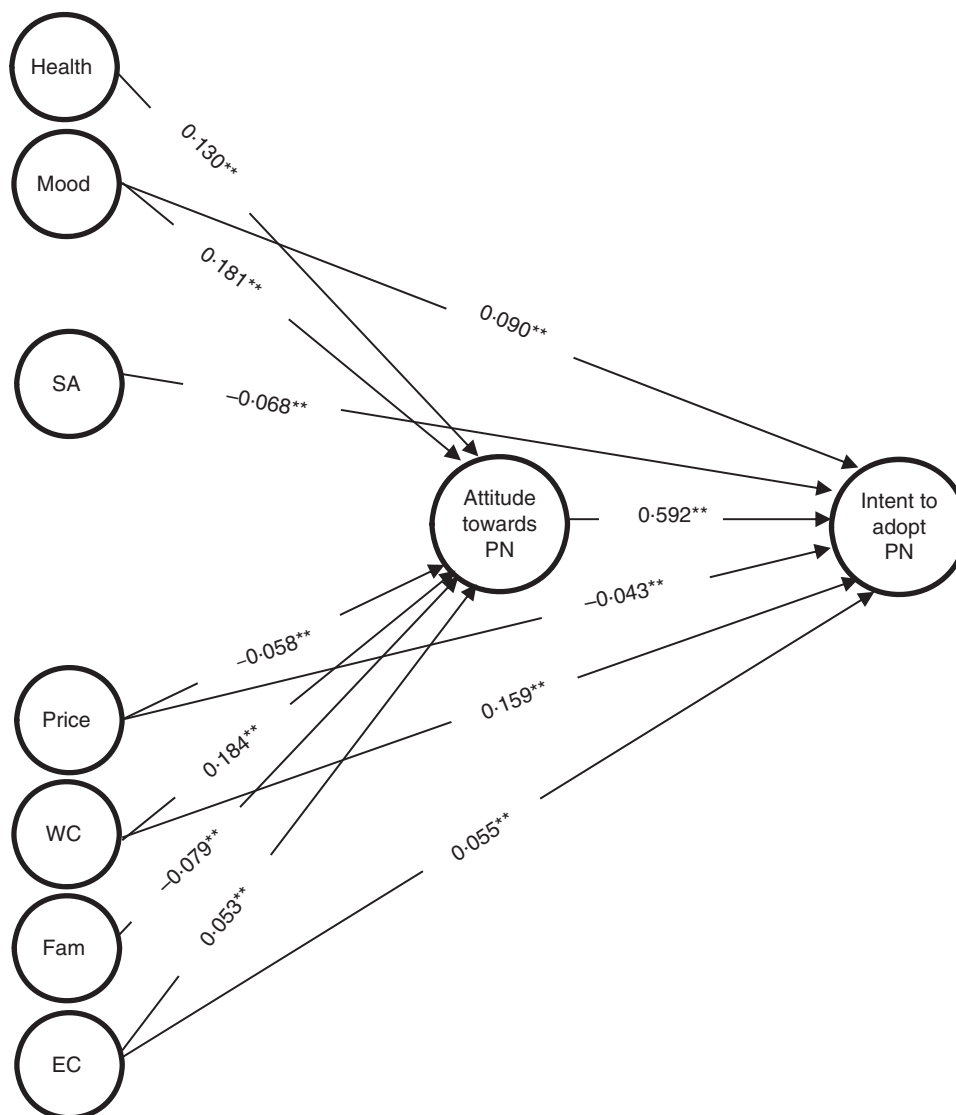 Health
0·130**
Mood
0·181**
0·090**
SA
–0·068**
Attitude
towards
PN
0·592**
Intent to
adopt
PN
–0·043**
–0·058**
Price
0·159**
0·184**
WC
–0·079**
0·055**
0·053**
Fam
EC